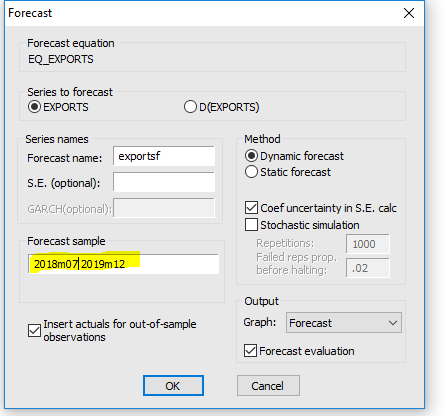 Forecast
Forecast equation
EQ_EXPORTS
Series to forecast
EXPORTS
D(EXPORTS)
Series names
Forecast name: exportsf
S.E. (optional):
GARCH(optional):
Forecast sample
2018m07 2019m12
Insert actuals for out-of-sample
observations
Method
Dynamic forecast
Static forecast
Coef uncertainty in S.E. calc
Stochastic simulation
Repetitions: 1000
Failed reps prop.
before halting: .02
Output
Graph: Forecast
Forecast evaluation
OK
Cancel